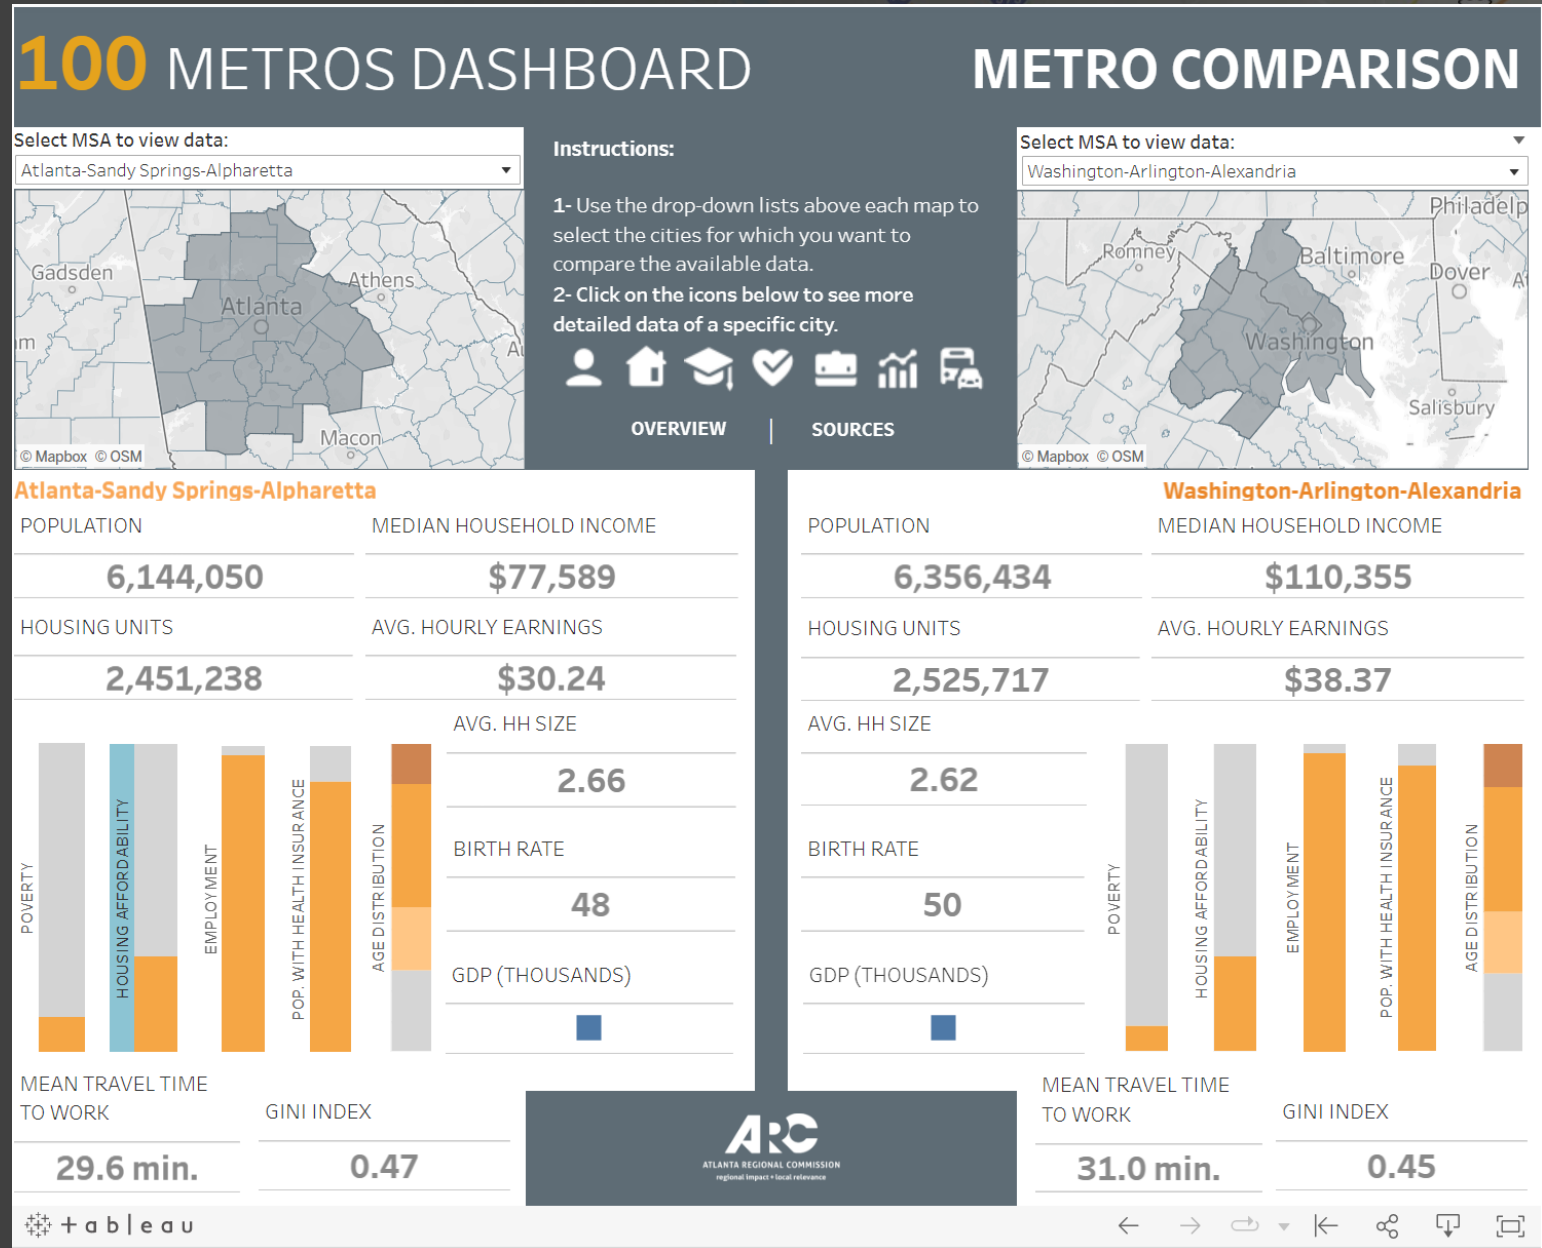 100 METROS DASHBOARD
METRO COMPARISON
Select MSA to view data:
Atlanta-Sandy Springs-Alpharetta
Gadsden
Athens
Atlanta
am
Au
Macon
© Mapbox © OSM
Instructions:
1- Use the drop-down lists above each map to
select the cities for which you want to
compare the available data.
2- Click on the icons below to see more
detailed data of a specific city.
OVERVIEW | SOURCES
Select MSA to view data:
Washington-Arlington-Alexandria
Philadelp
Romney
Baltimore
Dover
At
Washington
Salisbury
© Mapbox © OSM
Atlanta-Sandy Springs-Alpharetta
POPULATION
6,144,050
MEDIAN HOUSEHOLD INCOME
$77,589
HOUSING UNITS
2,451,238
AVG. HOURLY EARNINGS
$30.24
POVERTY
HOUSING AFFORDABILITY
EMPLOYMENT
POP. WITH HEALTH INSURANCE
AGE DISTRIBUTION
AVG. HH SIZE
2.66
BIRTH RATE
48
GDP (THOUSANDS)
MEAN TRAVEL TIME
TO WORK
29.6 min.
GINI INDEX
0.47
Washington-Arlington-Alexandria
POPULATION
6,356,434
MEDIAN HOUSEHOLD INCOME
$110,355
HOUSING UNITS
2,525,717
AVG. HOURLY EARNINGS
$38.37
AVG. HH SIZE
2.62
BIRTH RATE
50
GDP (THOUSANDS)
POVERTY
HOUSING AFFORDABILITY
EMPLOYMENT
POP. WITH HEALTH INSURANCE
AGE DISTRIBUTION
MEAN TRAVEL TIME
TO WORK
31.0 min.
GINI INDEX
0.45
ARC
ATLANTA REGIONAL COMMISSION
regional impact • local relevance
+ableau